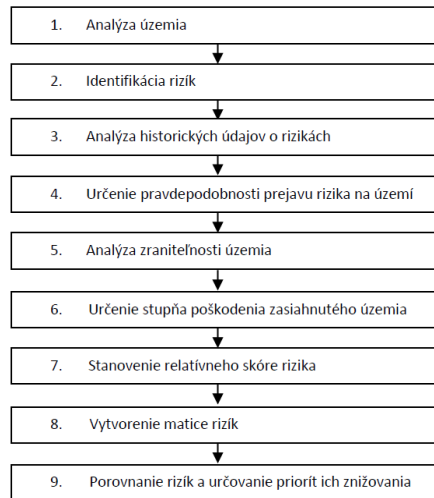 1. Analýza územia
2. Identifikácia rizík
3. Analýza historických údajov o rizikách
4. Určenie pravdepodobnosti prejavu rizika na území
5. Analýza zraniteľnosti územia
6. Určenie stupňa poškodenia zasiahnutého územia
7. Stanovenie relatívneho skóre rizika
8. Vytvorenie matice rizík
9. Porovnanie rizík a určovanie priorít ich znižovania